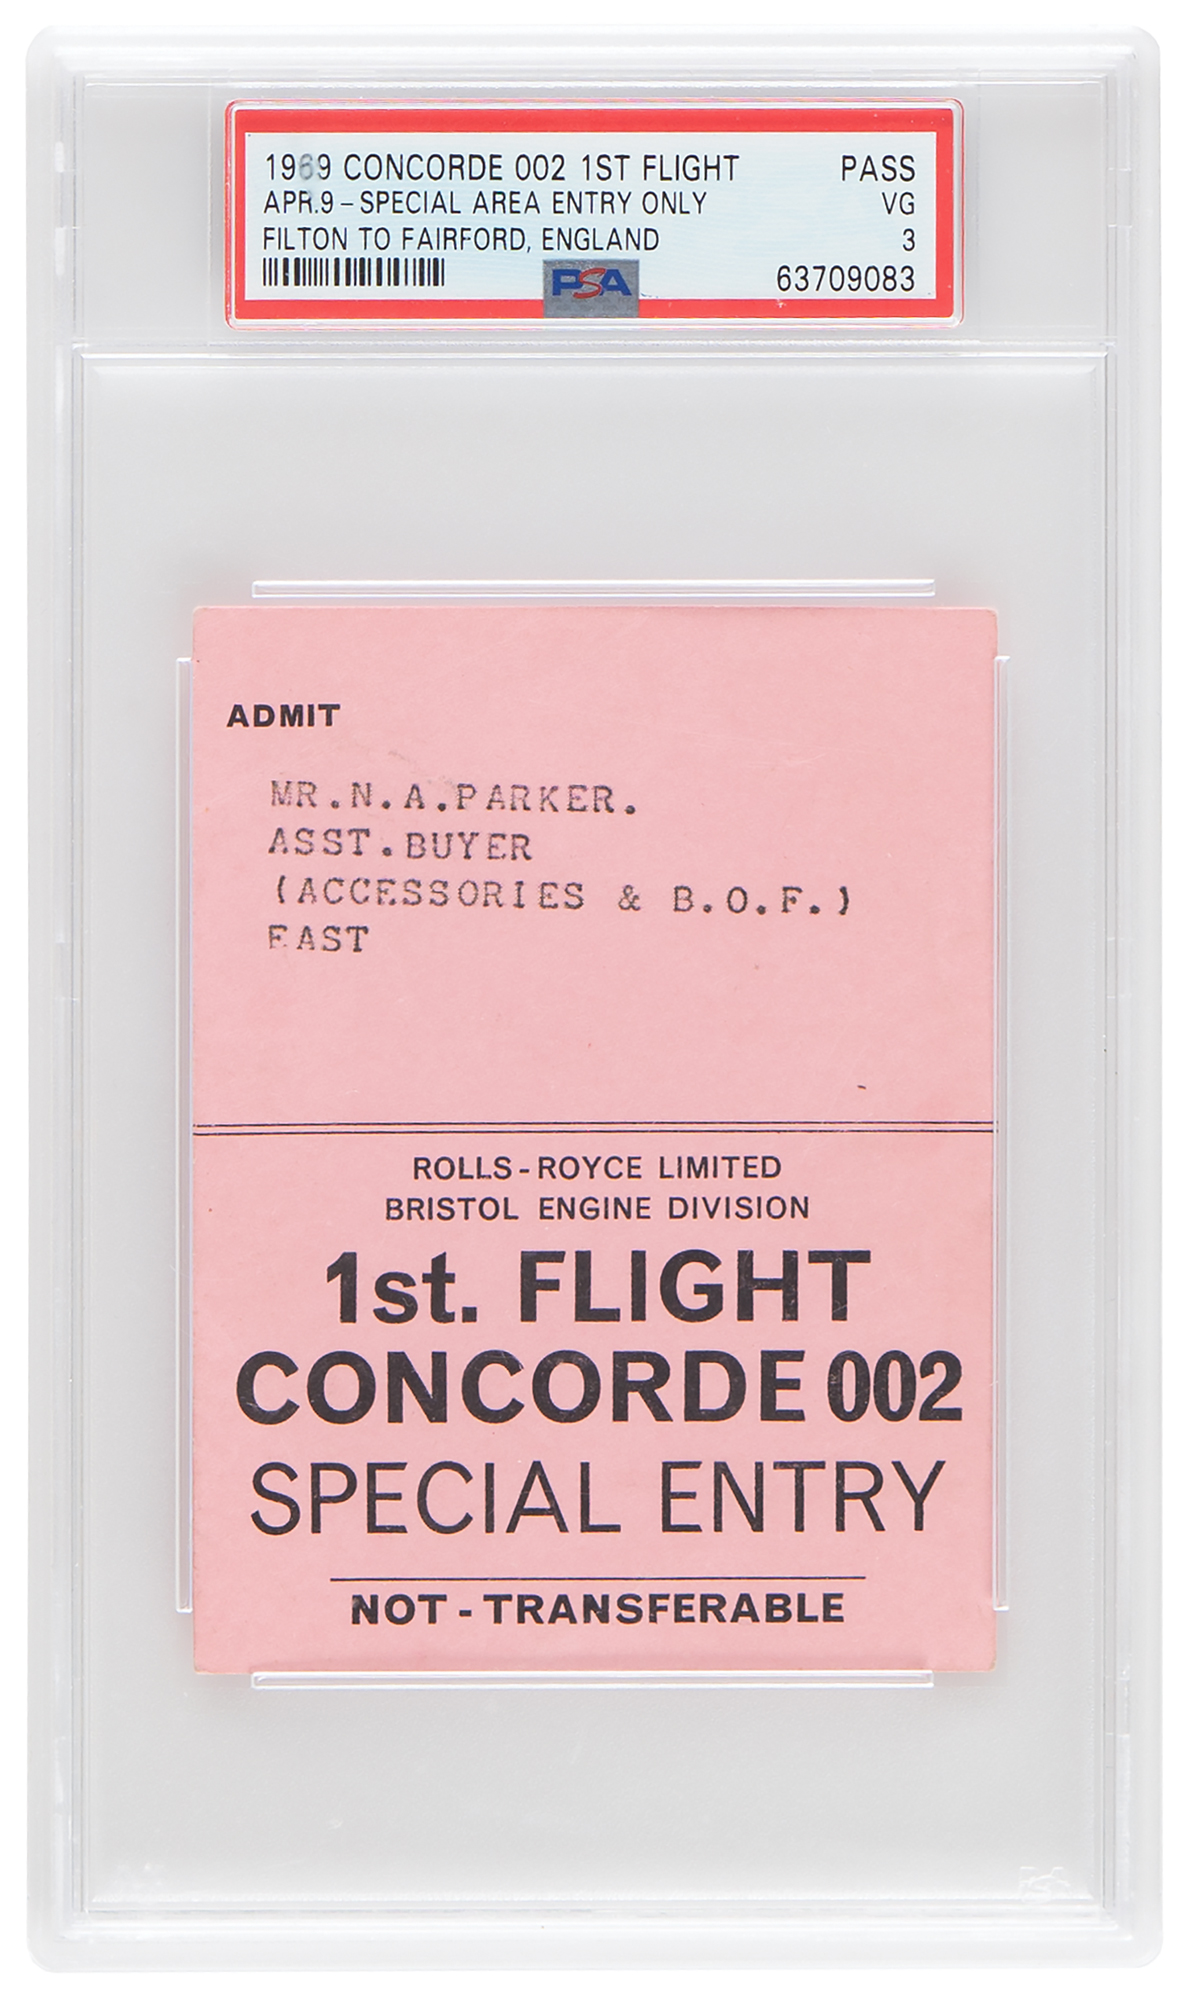 1969 CONCORDE 002 1ST FLIGHT PASS
APR.9-SPECIAL AREA ENTRY ONLY VG
FILTON TO FAIRFORD, ENGLAND 3
PSA 63709083
ADMIT
MR.N.A.PARKER.
ASST.BUYER
(ACCESSORIES & B.O.F.)
EAST
ROLLS-ROYCE LIMITED
BRISTOL ENGINE DIVISION
1st. FLIGHT
CONCORDE 002
SPECIAL ENTRY
NOT-TRANSFERABLE
PSA